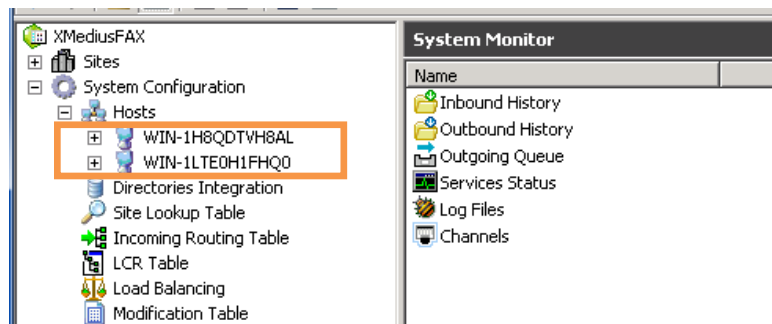 XMediusFAX
Sites
System Configuration
Hosts
WIN-1H8QDTVH8AL
WIN-1LTE0H1FHQ0
Directories Integration
Site Lookup Table
Incoming Routing Table
LCR Table
Load Balancing
Modification Table
System Monitor
Name
Inbound History
Outbound History
Outgoing Queue
Services Status
Log Files
Channels